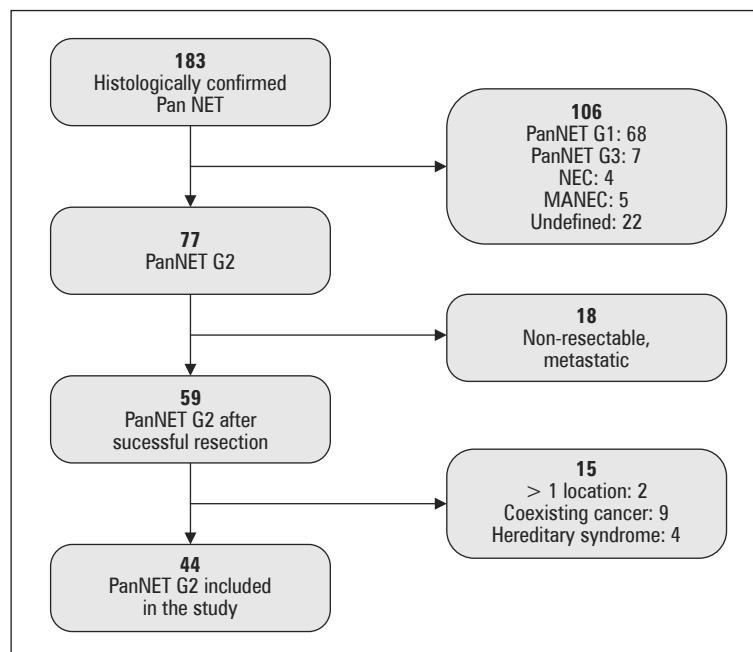 183
Histologically confirmed
Pan NET
106
PanNET G1: 68
PanNET G3: 7
NEC: 4
MANEC: 5
Undefined: 22
77
PanNET G2
18
Non-resectable,
metastatic
59
PanNET G2 after
sucessful resection
15
> 1 location: 2
Coexisting cancer: 9
Hereditary syndrome: 4
44
PanNET G2 included
in the study